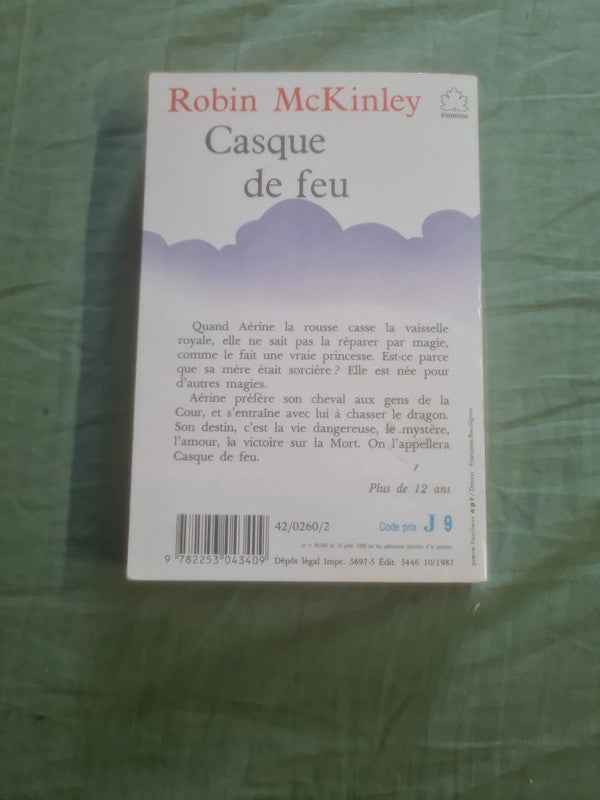 Robin McKinley
jeunesse
Casque
de feu
Quand Aérine la rousse casse la vaisselle
royale, elle ne sait pas la réparer par magie,
comme le fait une vraie princesse. Est-ce parce
que sa mère était sorcière ? Elle est née pour
d'autres magies.
Aérine préfère son cheval aux gens de la
Cour, et s'entraîne avec lui à chasser le dragon.
Son destin, c'est la vie dangereuse, le mystère,
l'amour, la victoire sur la Mort. On l'appellera
Casque de feu.
Plus de 12 ans
42/0260/2
Code prix J 9
9 782253 043409
Dépôt légal Impr. 5697-5 Édit. 5446 10/1987
pierre faucheux a p f / Dessin : Françoise Boudignon